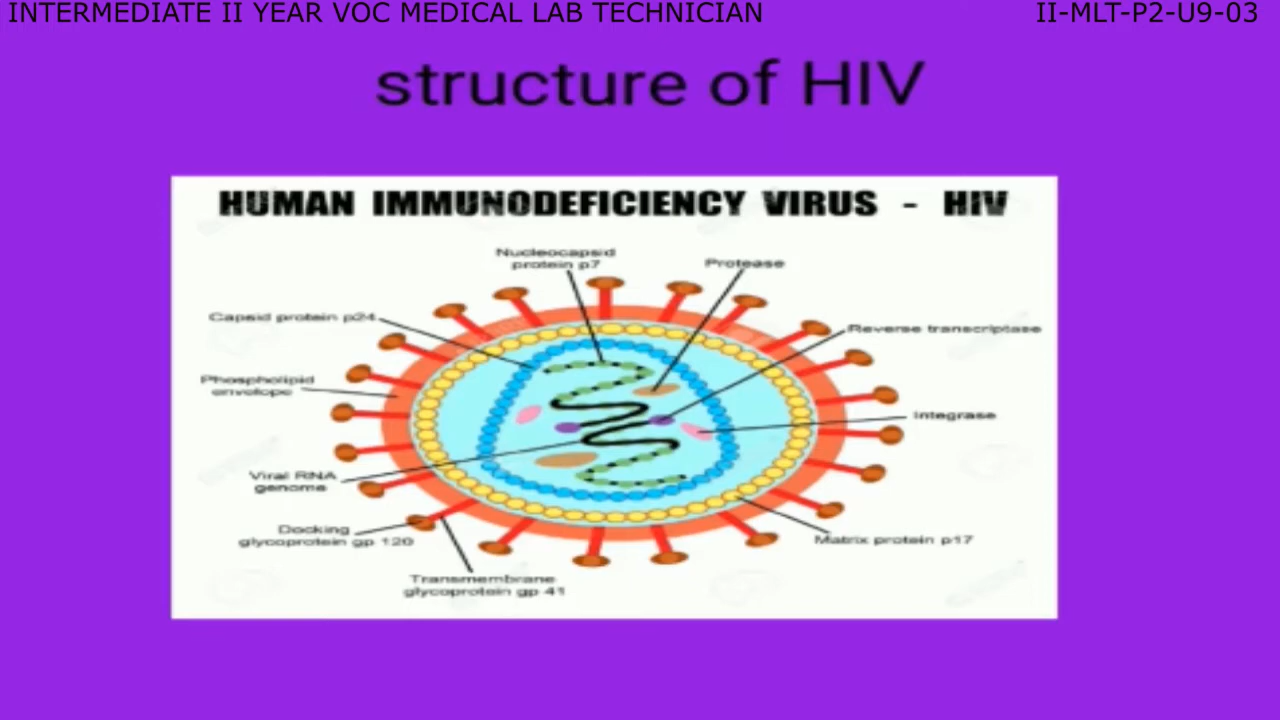 INTERMEDIATE II YEAR VOC MEDICAL LAB TECHNICIAN
II-MLT-P2-U9-03
structure of HIV
HUMAN IMMUNODEFICIENCY VIRUS - HIV
Nucleocapsid
protein p7
Protease
Capsid protein p24
Reverse transcriptase
Phospholipid
envelope
Integrase
Viral RNA
genome
Docking
glycoprotein gp 120
Matrix protein p17
Transmembrane
glycoprotein gp 41